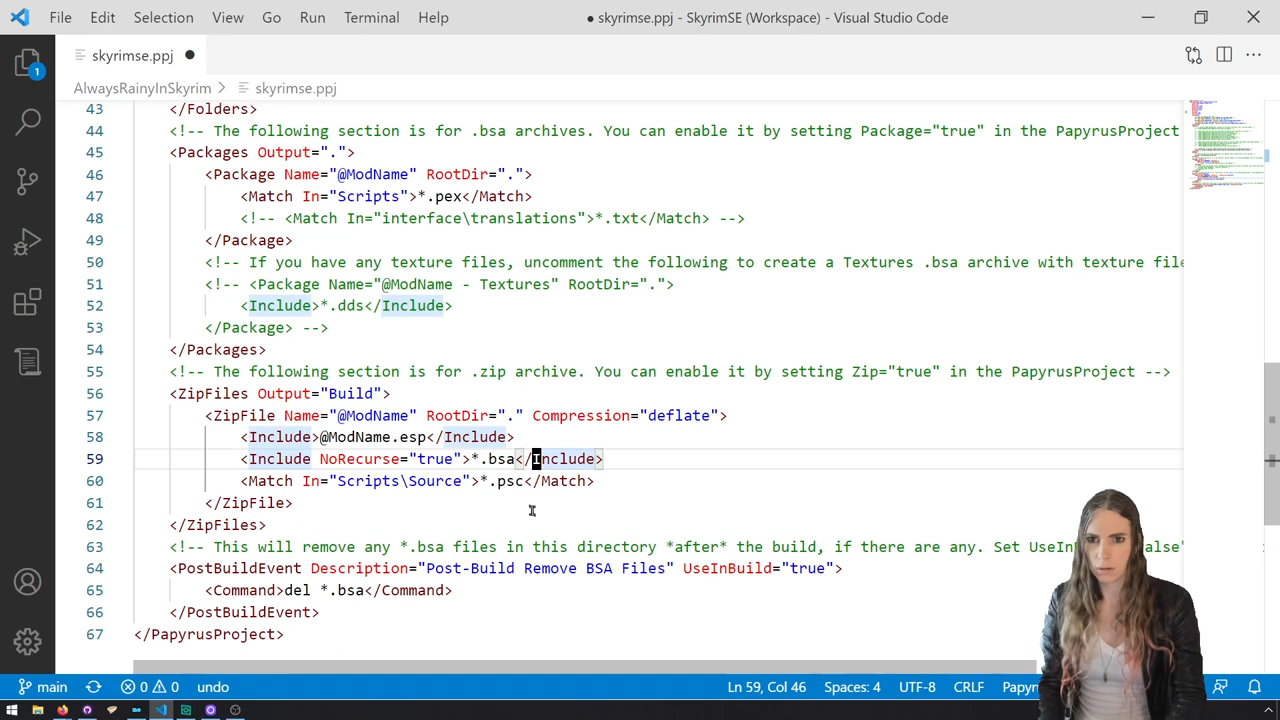 File Edit Selection View Go Run Terminal Help
● skyrimse.ppj - SkyrimSE (Workspace) - Visual Studio Code
1
skyrimse.ppj ●
AlwaysRainyInSkyrim > skyrimse.ppj
43 </Folders>
44 <!-- The following section is for .bsa archives. You can enable it by setting Package="true" in the PapyrusProject
45 <Packages Output=".">
46 <Package Name="@ModName" RootDir=".">
47 <Match In="Scripts">*.pex</Match>
48 <!-- <Match In="interface\translations">*.txt</Match> -->
49 </Package>
50 <!-- If you have any texture files, uncomment the following to create a Textures .bsa archive with texture file
51 <!-- <Package Name="@ModName - Textures" RootDir=".">
52 <Include>*.dds</Include>
53 </Package> -->
54 </Packages>
55 <!-- The following section is for .zip archive. You can enable it by setting Zip="true" in the PapyrusProject -->
56 <ZipFiles Output="Build">
57 <ZipFile Name="@ModName" RootDir="." Compression="deflate">
58 <Include>@ModName.esp</Include>
59 <Include NoRecurse="true">*.bsa</Include>
60 <Match In="Scripts\Source">*.psc</Match>
61 </ZipFile>
62 </ZipFiles>
63 <!-- This will remove any *.bsa files in this directory *after* the build, if there are any. Set
64 <PostBuildEvent Description="Post-Build Remove BSA Files" UseInBuild="true">
65 <Command>del *.bsa</Command>
66 </PostBuildEvent>
67 </PapyrusProject>
main 0 0 undo Ln 59, Col 46 Spaces: 4 UTF-8 CRLF